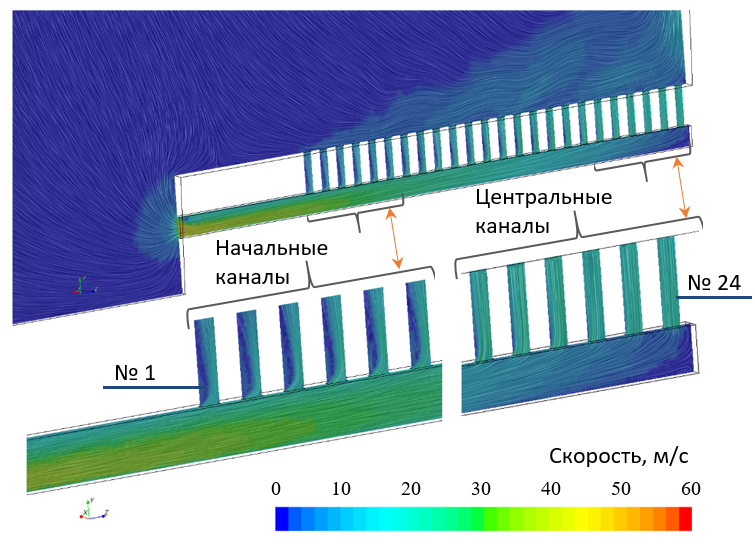 Центральные
каналы
Начальные
каналы
№ 24
№ 1
Скорость, м/с
0 10 20 30 40 50 60